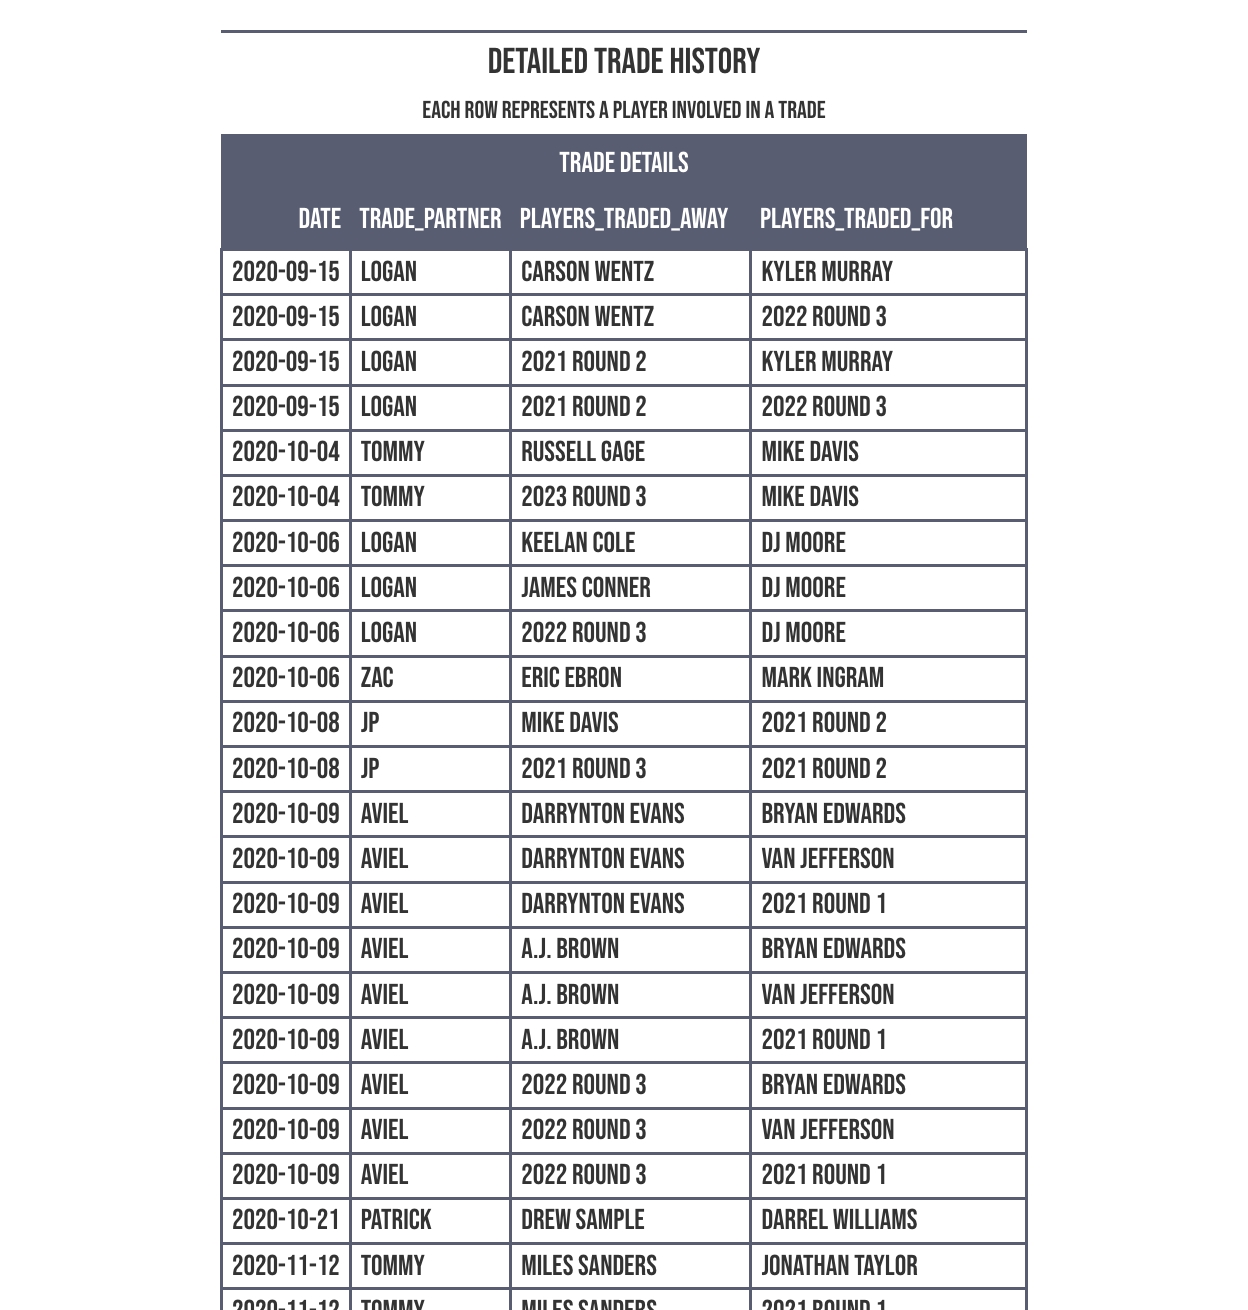 DETAILED TRADE HISTORY
EACH ROW REPRESENTS A PLAYER INVOLVED IN A TRADE
TRADE DETAILS
DATE TRADE_PARTNER PLAYERS_TRADED_AWAY PLAYERS_TRADED_FOR
2020-09-15 LOGAN CARSON WENTZ KYLER MURRAY
2020-09-15 LOGAN CARSON WENTZ 2022 ROUND 3
2020-09-15 LOGAN 2021 ROUND 2 KYLER MURRAY
2020-09-15 LOGAN 2021 ROUND 2 2022 ROUND 3
2020-10-04 TOMMY RUSSELL GAGE MIKE DAVIS
2020-10-04 TOMMY 2023 ROUND 3 MIKE DAVIS
2020-10-06 LOGAN KEELAN COLE DJ MOORE
2020-10-06 LOGAN JAMES CONNER DJ MOORE
2020-10-06 LOGAN 2022 ROUND 3 DJ MOORE
2020-10-06 ZAC ERIC EBRON MARK INGRAM
2020-10-08 JP MIKE DAVIS 2021 ROUND 2
2020-10-08 JP 2021 ROUND 3 2021 ROUND 2
2020-10-09 AVIEL DARRYNTON EVANS BRYAN EDWARDS
2020-10-09 AVIEL DARRYNTON EVANS VAN JEFFERSON
2020-10-09 AVIEL DARRYNTON EVANS 2021 ROUND 1
2020-10-09 AVIEL A.J. BROWN BRYAN EDWARDS
2020-10-09 AVIEL A.J. BROWN VAN JEFFERSON
2020-10-09 AVIEL A.J. BROWN 2021 ROUND 1
2020-10-09 AVIEL 2022 ROUND 3 BRYAN EDWARDS
2020-10-09 AVIEL 2022 ROUND 3 VAN JEFFERSON
2020-10-09 AVIEL 2022 ROUND 3 2021 ROUND 1
2020-10-21 PATRICK DREW SAMPLE DARREL WILLIAMS
2020-11-12 TOMMY MILES SANDERS JONATHAN TAYLOR
2020-11-12 TOMMY MILES SANDERS 2021 ROUND 1